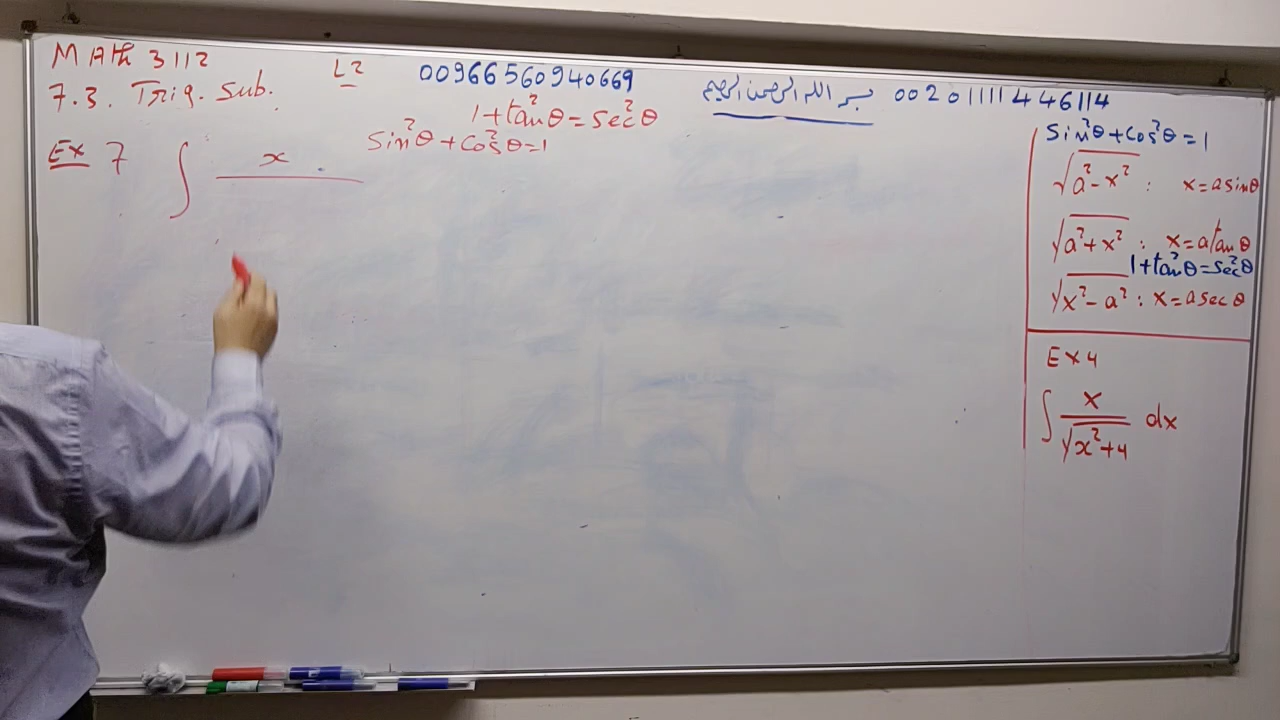 Math 3112
L2
00966560940669
بسم الله الرحمن الرحيم
00201111446114
7.3. Trig. Sub.
1+tan²θ=sec²θ
sin²θ+cos²θ=1
Ex 7 ∫ x
sin²θ+cos²θ=1
√a²-x² : x=a sinθ
√a²+x² : x=a tanθ
1+tan²θ=sec²θ
√x²-a² : x=a secθ
Ex 4
∫ x/√x²+4 dx